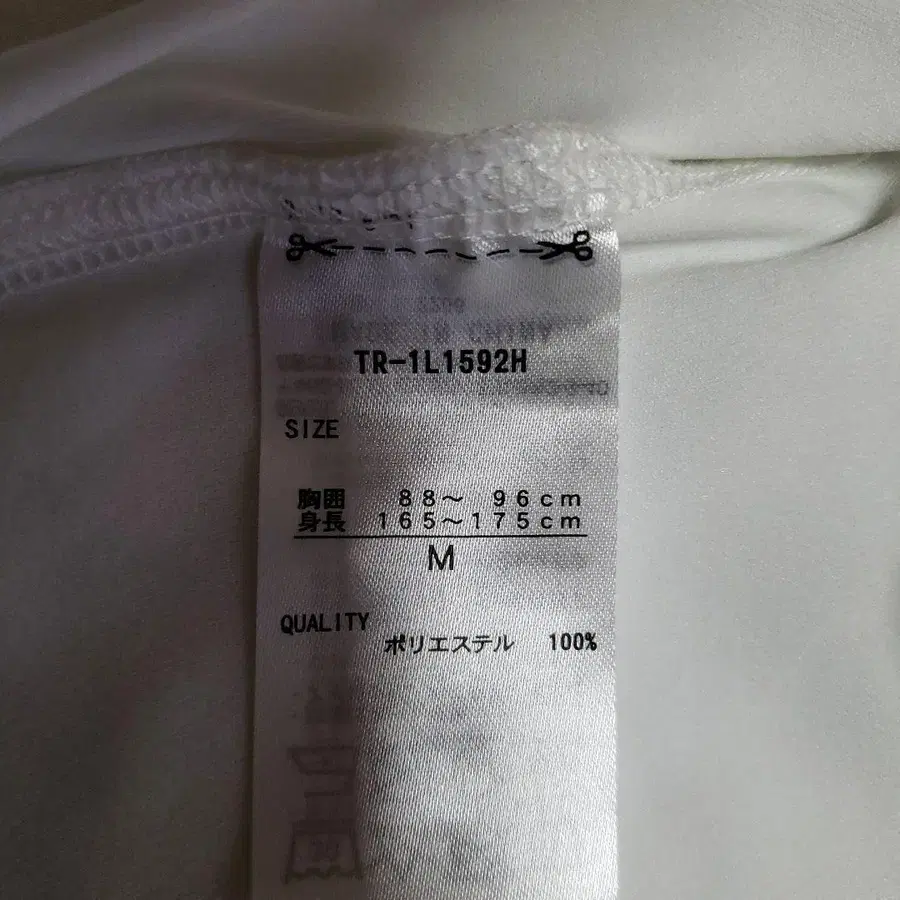 TR-1L1592H
SIZE
胸囲 88～ 96cm
身長 165～175cm
M
QUALITY
ポリエステル 100%